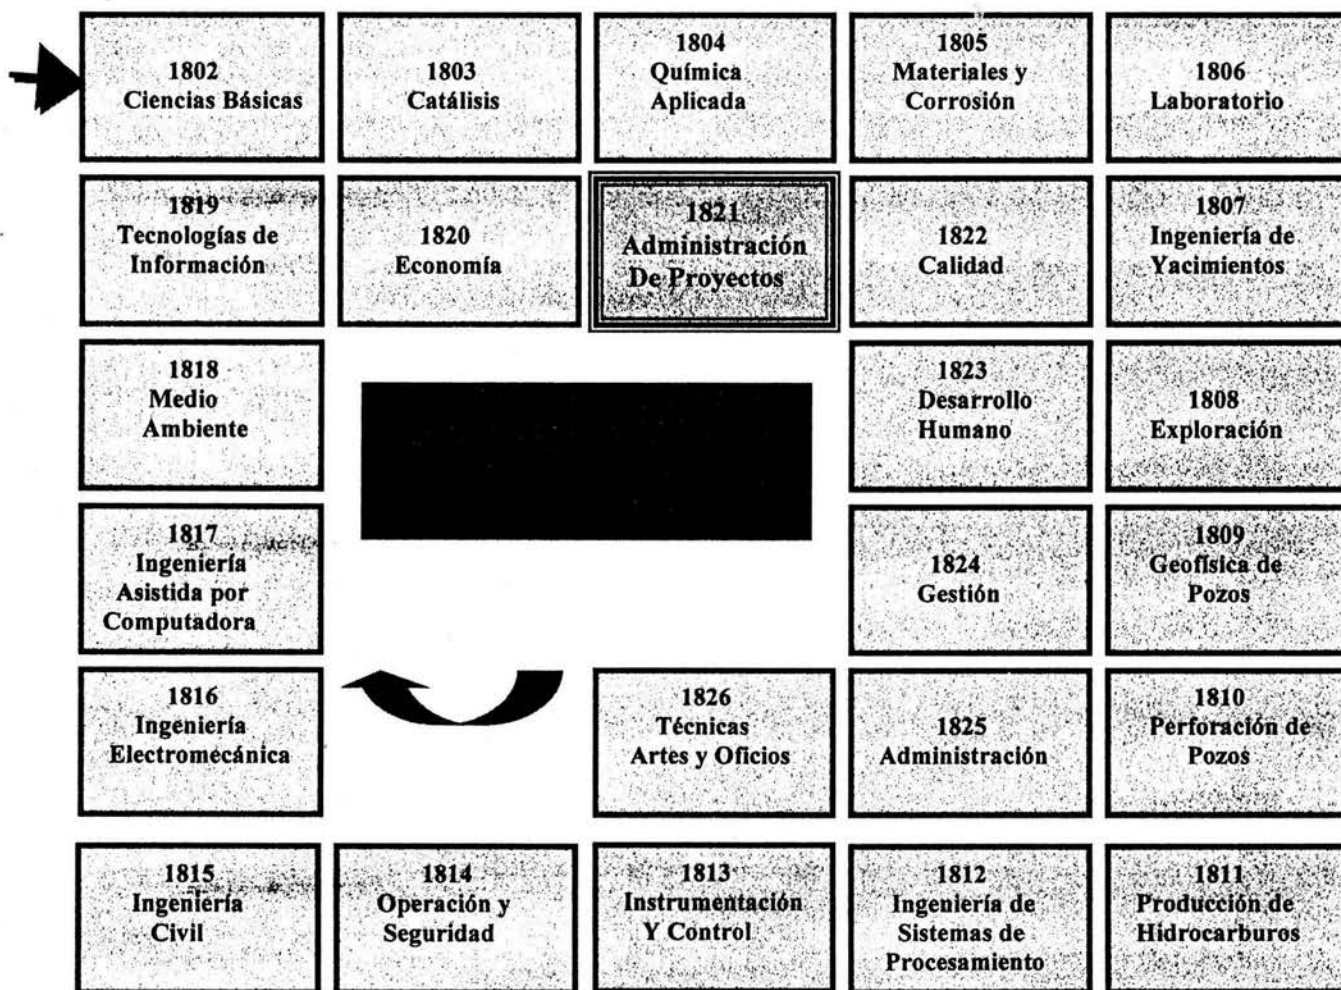 1802
Ciencias Básicas
1803
Catálisis
1804
Química
Aplicada
1805
Materiales y
Corrosión
1806
Laboratorio
1819
Tecnologías de
Información
1820
Economía
1821
Administración
De Proyectos
1822
Calidad
1807
Ingeniería de
Yacimientos
1818
Medio
Ambiente
1823
Desarrollo
Humano
1808
Exploración
1817
Ingeniería
Asistida por
Computadora
1824
Gestión
1809
Geofísica de
Pozos
1816
Ingeniería
Electromecánica
1826
Técnicas
Artes y Oficios
1825
Administración
1810
Perforación de
Pozos
1815
Ingeniería
Civil
1814
Operación y
Seguridad
1813
Instrumentación
Y Control
1812
Ingeniería de
Sistemas de
Procesamiento
1811
Producción de
Hidrocarburos